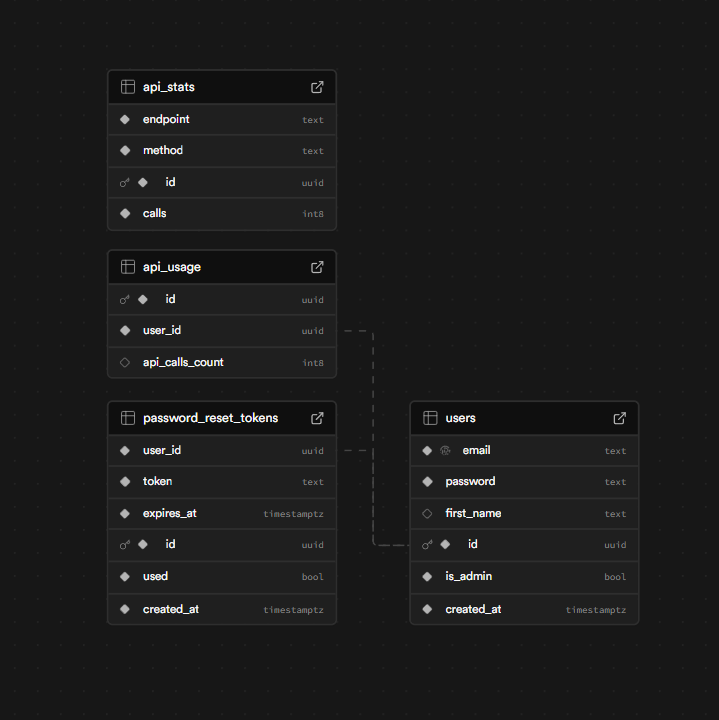 api_stats
endpoint text
method text
id uuid
calls int8
api_usage
id uuid
user_id uuid
api_calls_count int8
password_reset_tokens
user_id uuid
token text
expires_at timestamptz
id uuid
used bool
created_at timestamptz
users
email text
password text
first_name text
id uuid
is_admin bool
created_at timestamptz